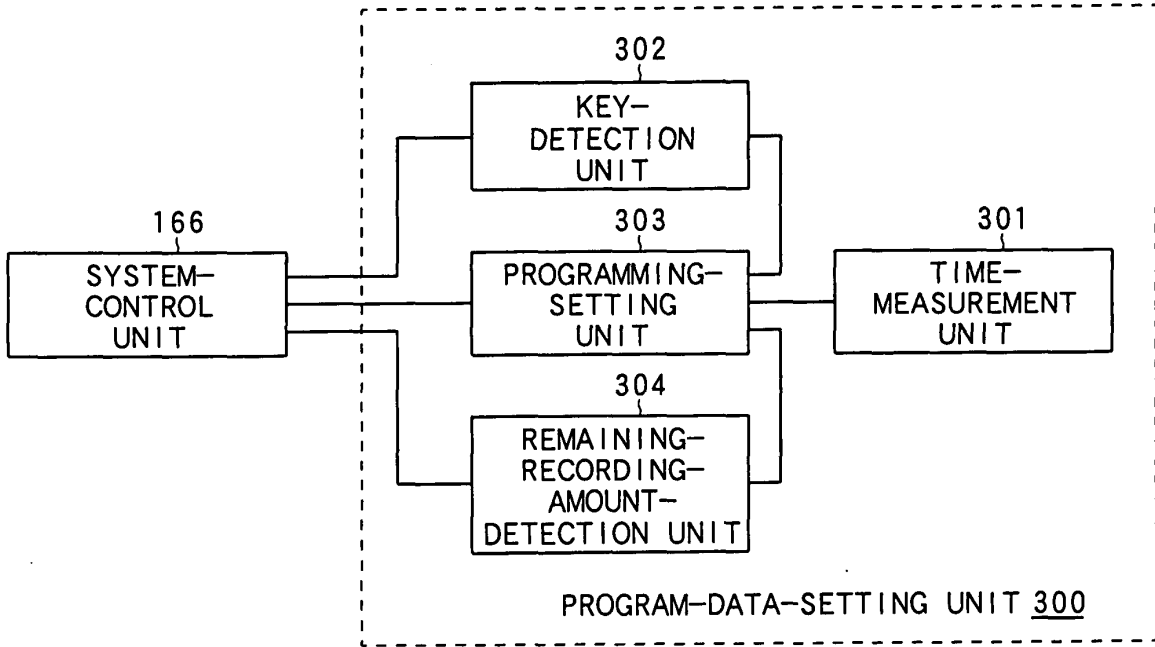 302
KEY-
DETECTION
UNIT
166
SYSTEM-
CONTROL
UNIT
303
PROGRAMMING-
SETTING
UNIT
301
TIME-
MEASUREMENT
UNIT
304
REMAINING-
RECORDING-
AMOUNT-
DETECTION UNIT
PROGRAM-DATA-SETTING UNIT 300